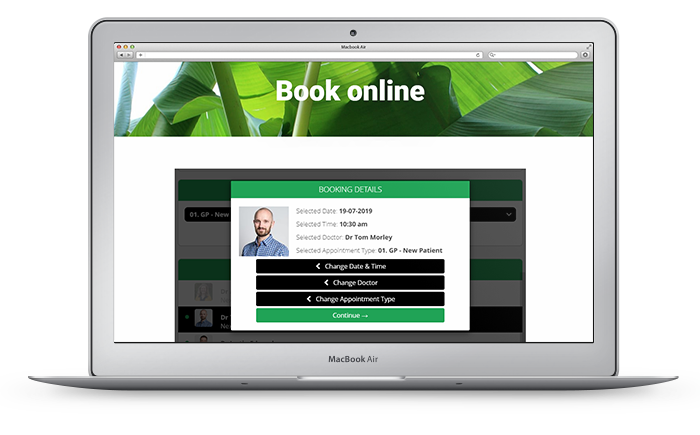 MacBook Air
Book online
BOOKING DETAILS
01. GP - New
Selected Date: 19-07-2019
Selected Time: 10:30 am
Selected Doctor: Dr Tom Morley
Selected Appointment Type: 01. GP - New Patient
Change Date & Time
Change Doctor
Change Appointment Type
Continue →
Dr
New
MacBook Air